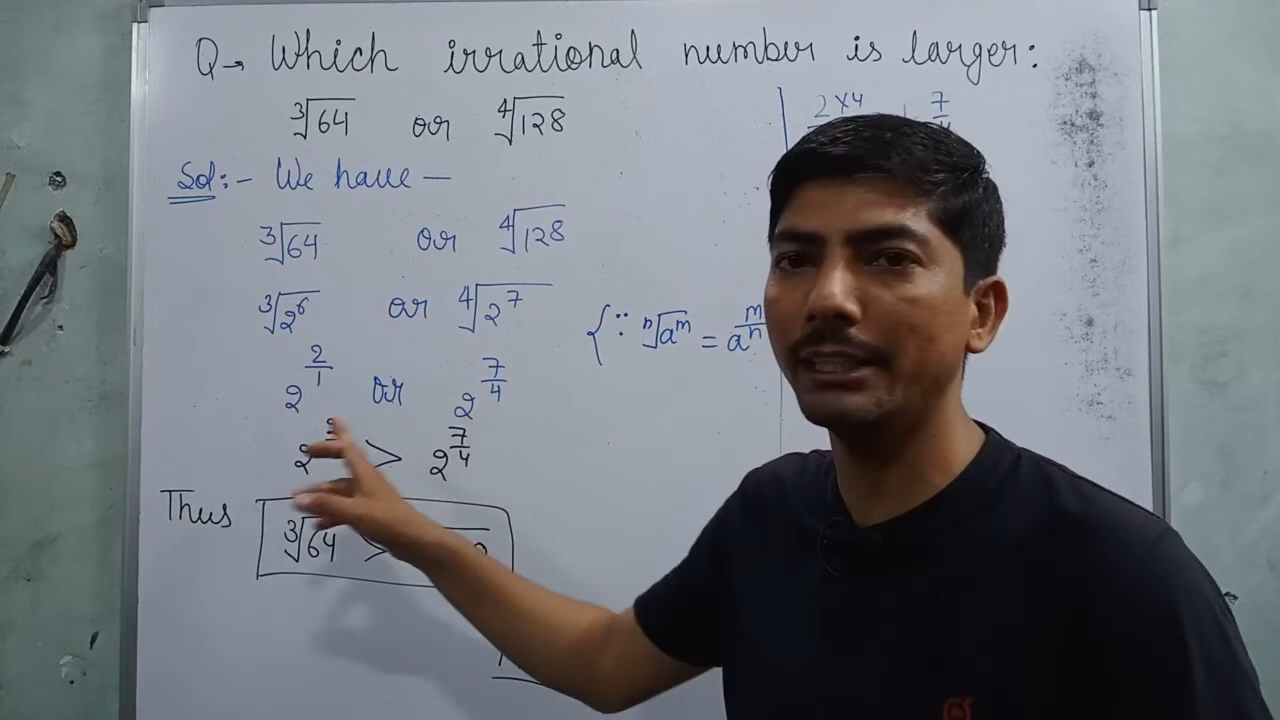 Q→ Which irrational number is larger:
∛64 or ∜128
Sol:- We have —
∛64 or ∜128
∛2⁶ or ∜2⁷ {∵ ⁿ√aᵐ = a^(m/n)
2^(2/1) or 2^(7/4)
2 > 2^(7/4)
Thus ∛64 >
2×4
7